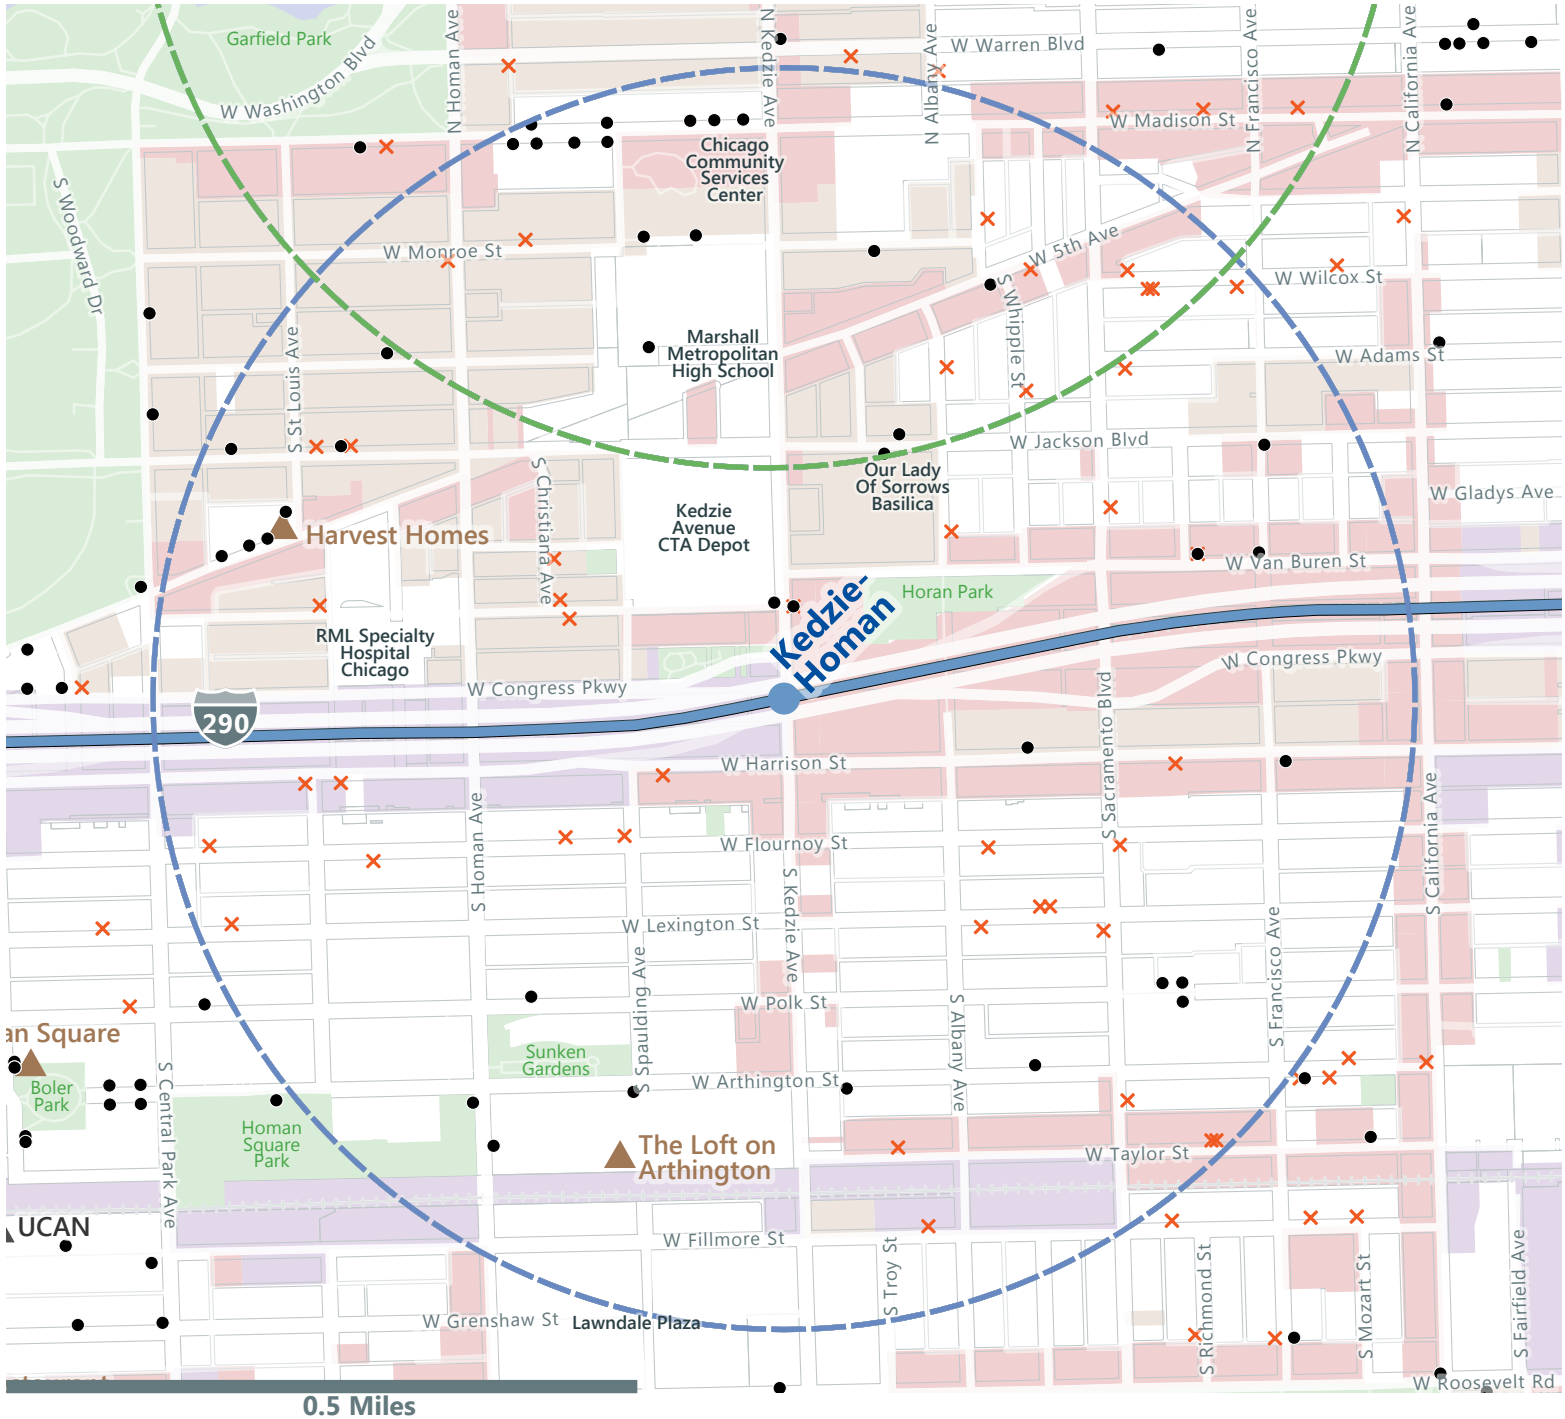 Garfield Park
N Homan Ave
N Kedzie Ave
N Albany Ave
W Warren Blvd
N Francisco Ave
N California Ave
W Washington Blvd
W Madison St
Chicago
Community
Services
Center
S Woodward Dr
W Monroe St
W 5th Ave
W Wilcox St
S Whipple St
S St Louis Ave
Marshall
Metropolitan
High School
W Adams St
W Jackson Blvd
Our Lady
Of Sorrows
Basilica
W Gladys Ave
S Christiana Ave
Kedzie
Avenue
CTA Depot
Harvest Homes
W Van Buren St
Horan Park
Kedzie-
Homan
RML Specialty
Hospital
Chicago
W Congress Pkwy
W Congress Pkwy
290
S Sacramento Blvd
W Harrison St
S Homan Ave
S California Ave
W Flournoy St
S Kedzie Ave
W Lexington St
S Francisco Ave
S Spaulding Ave
W Polk St
S Albany Ave
an Square
Boler
Park
Sunken
Gardens
S Central Park Ave
W Arthington St
Homan
Square
Park
The Loft on
Arthington
W Taylor St
UCAN
W Fillmore St
S Troy St
S Richmond St
S Mozart St
S Fairfield Ave
W Grenshaw St
Lawndale Plaza
W Roosevelt Rd
0.5 Miles